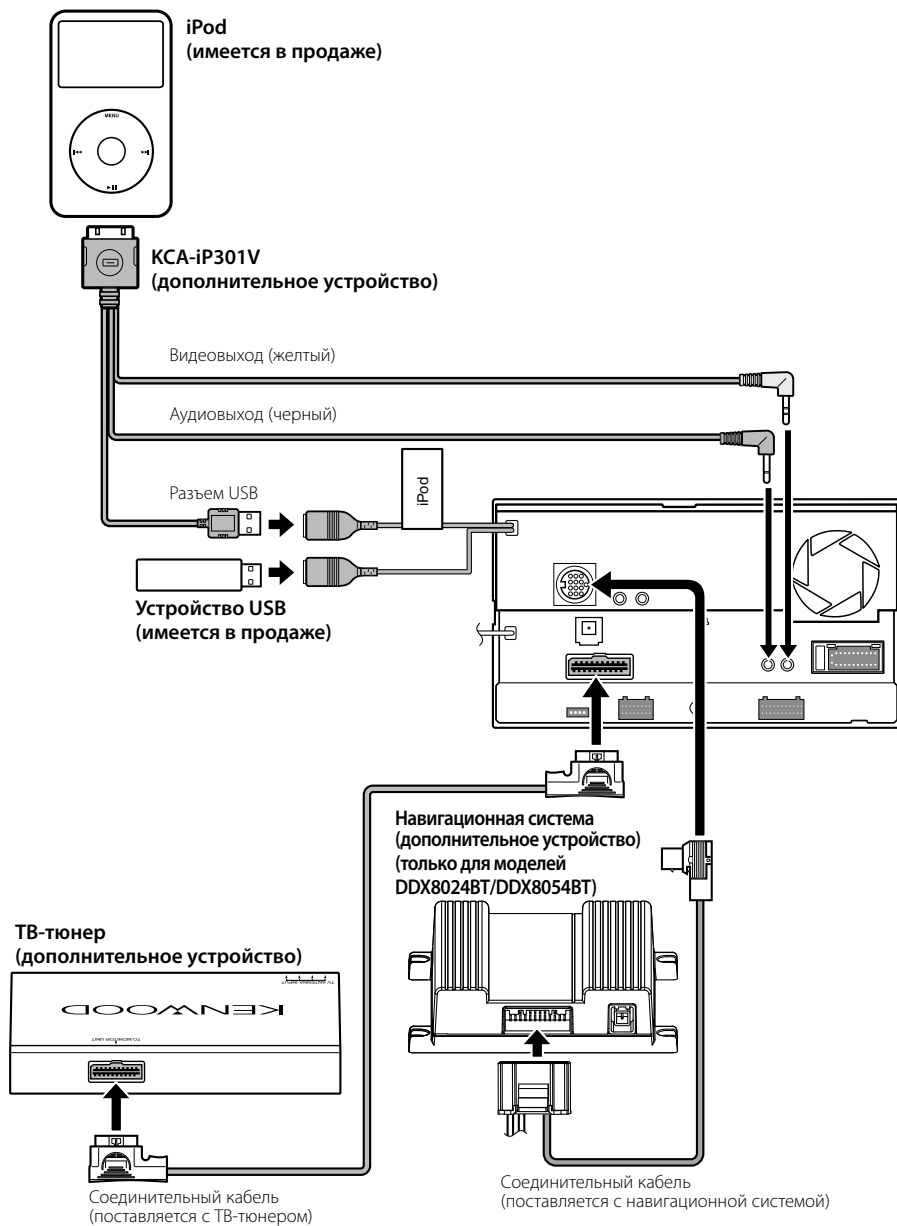 iPod
(имеется в продаже)
MENU
KCA-iP301V
(дополнительное устройство)
Видеовыход (желтый)
Аудиовыход (черный)
Разъем USB
iPod
Устройство USB
(имеется в продаже)
Навигационная система
(дополнительное устройство)
(только для моделей
DDX8024BT/DDX8054BT)
ТВ-тюнер
(дополнительное устройство)
TV ANTENNA INPUT
KENWOOD
TO MONITOR UNIT
Соединительный кабель
(поставляется с ТВ-тюнером)
Соединительный кабель
(поставляется с навигационной системой)